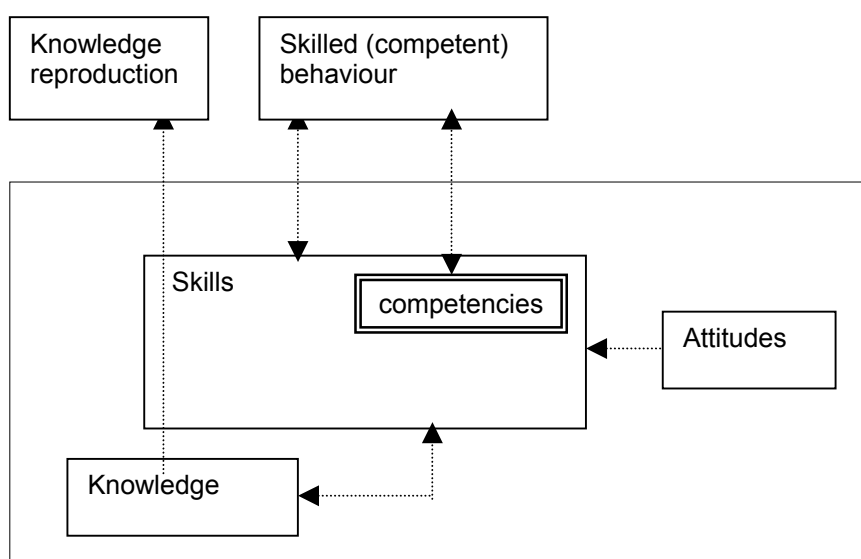 Knowledge
reproduction
Skilled (competent)
behaviour
Skills
competencies
Attitudes
Knowledge